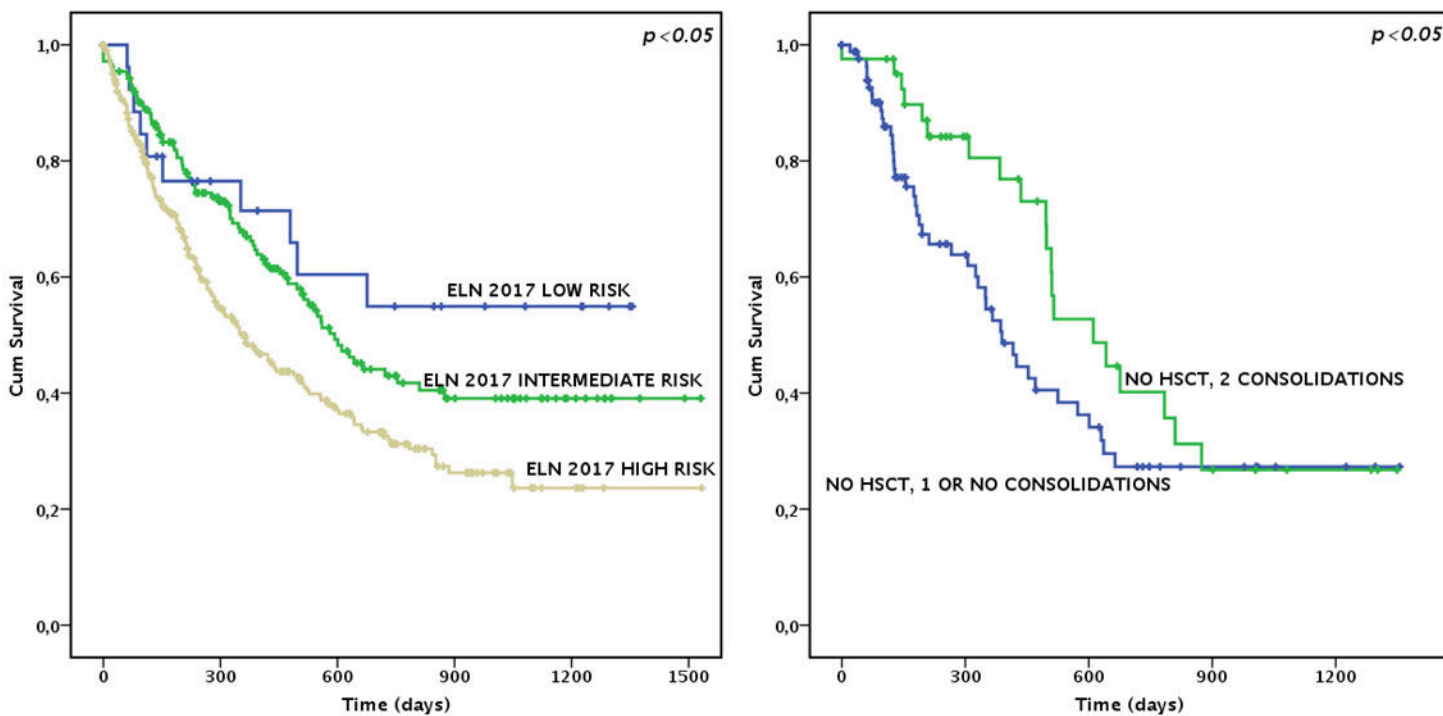 p<0.05
1,0
0,8
0,6
0,4
0,2
0,0
Cum Survival
ELN 2017 LOW RISK
ELN 2017 INTERMEDIATE RISK
ELN 2017 HIGH RISK
0 300 600 900 1200 1500
Time (days)
p<0.05
1,0
0,8
0,6
0,4
0,2
0,0
Cum Survival
NO HSCT, 2 CONSOLIDATIONS
NO HSCT, 1 OR NO CONSOLIDATIONS
0 300 600 900 1200
Time (days)